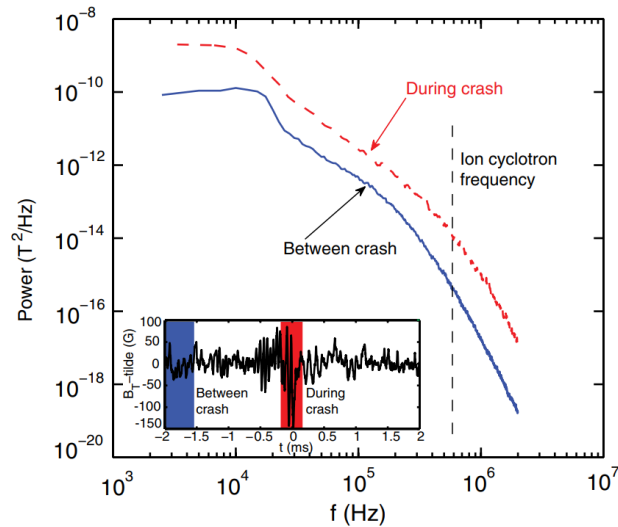 10^-8
10^-10
10^-12
10^-14
10^-16
10^-18
10^-20
Power (T^2/Hz)
During crash
Ion cyclotron
frequency
Between crash
100
50
0
-50
-100
-150
B_T-tilde (G)
Between
crash
During
crash
-2 -1.5 -1 -0.5 0 0.5 1 1.5 2
t (ms)
10^3 10^4 10^5 10^6 10^7
f (Hz)